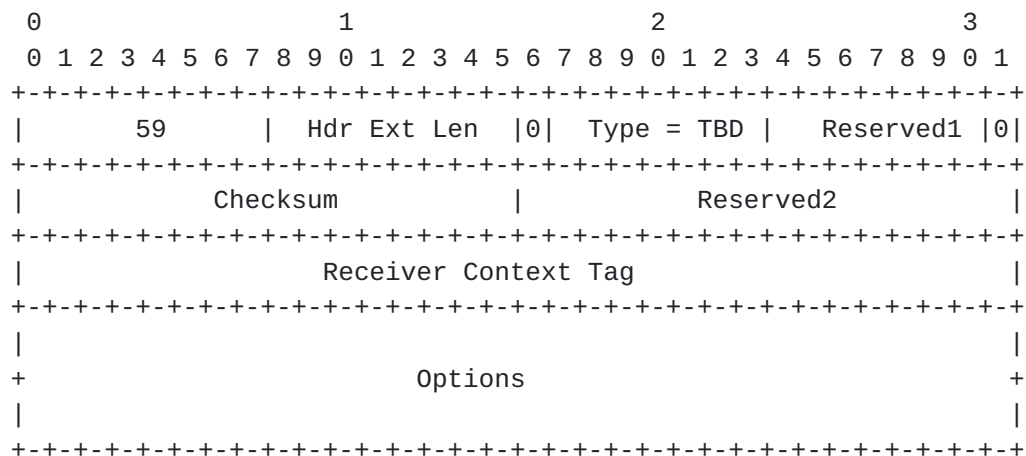 0                   1                   2                   3
 0 1 2 3 4 5 6 7 8 9 0 1 2 3 4 5 6 7 8 9 0 1 2 3 4 5 6 7 8 9 0 1
+-+-+-+-+-+-+-+-+-+-+-+-+-+-+-+-+-+-+-+-+-+-+-+-+-+-+-+-+-+-+-+-+
|       59      |  Hdr Ext Len  |0|  Type = TBD |   Reserved1 |0|
+-+-+-+-+-+-+-+-+-+-+-+-+-+-+-+-+-+-+-+-+-+-+-+-+-+-+-+-+-+-+-+-+
|            Checksum           |           Reserved2           |
+-+-+-+-+-+-+-+-+-+-+-+-+-+-+-+-+-+-+-+-+-+-+-+-+-+-+-+-+-+-+-+-+
|                   Receiver Context Tag                        |
+-+-+-+-+-+-+-+-+-+-+-+-+-+-+-+-+-+-+-+-+-+-+-+-+-+-+-+-+-+-+-+-+
|                                                               |
+                         Options                               +
|                                                               |
+-+-+-+-+-+-+-+-+-+-+-+-+-+-+-+-+-+-+-+-+-+-+-+-+-+-+-+-+-+-+-+-+